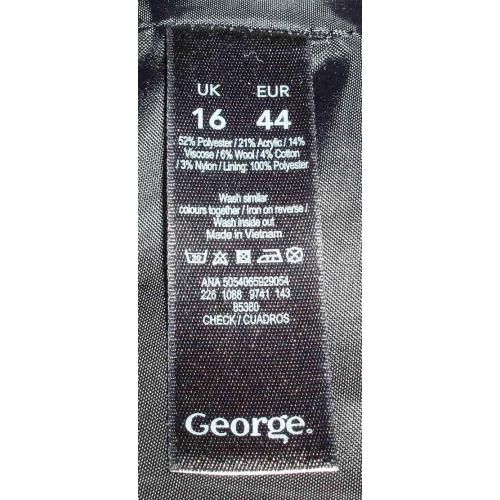 UK EUR
16 44
52% Polyester / 21% Acrylic / 14%
Viscose / 6% Wool / 4% Cotton
/ 3% Nylon / Lining: 100% Polyester
Wash similar
colours together / Iron on reverse /
Wash inside out
Made in Vietnam
ANA 5054065929054
226 1088 9741 143
85380
CHECK / CUADROS
George.